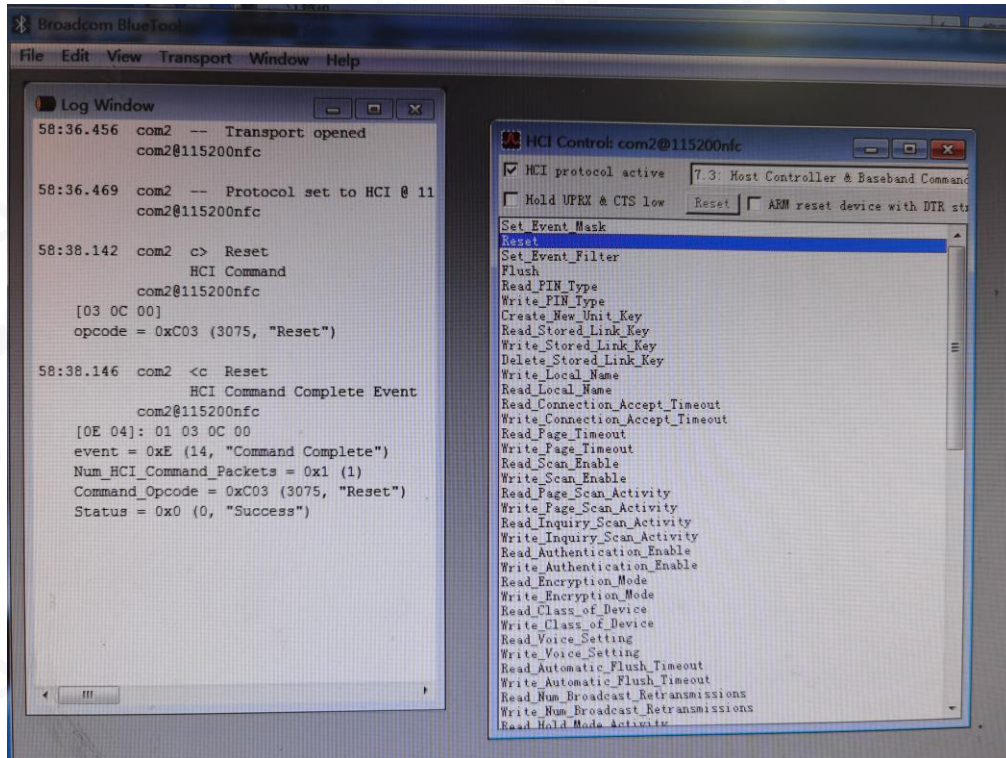 Broadcom BlueTool
File Edit View Transport Window Help
Log Window
58:36.456 com2 -- Transport opened
com2@115200nfc
58:36.469 com2 -- Protocol set to HCI @ 11
com2@115200nfc
58:38.142 com2 c> Reset
HCI Command
com2@115200nfc
[03 0C 00]
opcode = 0xC03 (3075, "Reset")
58:38.146 com2 <c Reset
HCI Command Complete Event
com2@115200nfc
[0E 04]: 01 03 0C 00
event = 0xE (14, "Command Complete")
Num_HCI_Command_Packets = 0x1 (1)
Command_Opcode = 0xC03 (3075, "Reset")
Status = 0x0 (0, "Success")
HCI Control: com2@115200nfc
HCI protocol active
7.3: Host Controller & Baseband Command
Hold UPRX & CTS low
Reset
ARM reset device with DTR str
Set_Event_Mask
Reset
Set_Event_Filter
Flush
Read_PIN_Type
Write_PIN_Type
Create_New_Unit_Key
Read_Stored_Link_Key
Write_Stored_Link_Key
Delete_Stored_Link_Key
Write_Local_Name
Read_Local_Name
Read_Connection_Accept_Timeout
Write_Connection_Accept_Timeout
Read_Page_Timeout
Write_Page_Timeout
Read_Scan_Enable
Write_Scan_Enable
Read_Page_Scan_Activity
Write_Page_Scan_Activity
Read_Inquiry_Scan_Activity
Write_Inquiry_Scan_Activity
Read_Authentication_Enable
Write_Authentication_Enable
Read_Encryption_Mode
Write_Encryption_Mode
Read_Class_of_Device
Write_Class_of_Device
Read_Voice_Setting
Write_Voice_Setting
Read_Automatic_Flush_Timeout
Write_Automatic_Flush_Timeout
Read_Num_Broadcast_Retransmissions
Write_Num_Broadcast_Retransmissions
Read_Hold_Mode_Activity